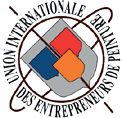 UNION INTERNATIONALE
DES ENTREPRENEURS DE PEINTURE